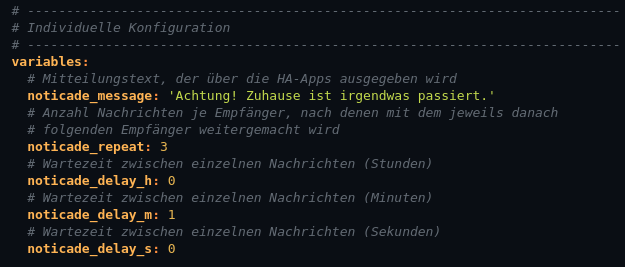 # ----------------------------------------------------------------------------
# Individuelle Konfiguration
# ----------------------------------------------------------------------------
variables:
  # Mitteilungstext, der über die HA-Apps ausgegeben wird
  noticade_message: 'Achtung! Zuhause ist irgendwas passiert.'
  # Anzahl Nachrichten je Empfänger, nach denen mit dem jeweils danach
  # folgenden Empfänger weitergemacht wird
  noticade_repeat: 3
  # Wartezeit zwischen einzelnen Nachrichten (Stunden)
  noticade_delay_h: 0
  # Wartezeit zwischen einzelnen Nachrichten (Minuten)
  noticade_delay_m: 1
  # Wartezeit zwischen einzelnen Nachrichten (Sekunden)
  noticade_delay_s: 0